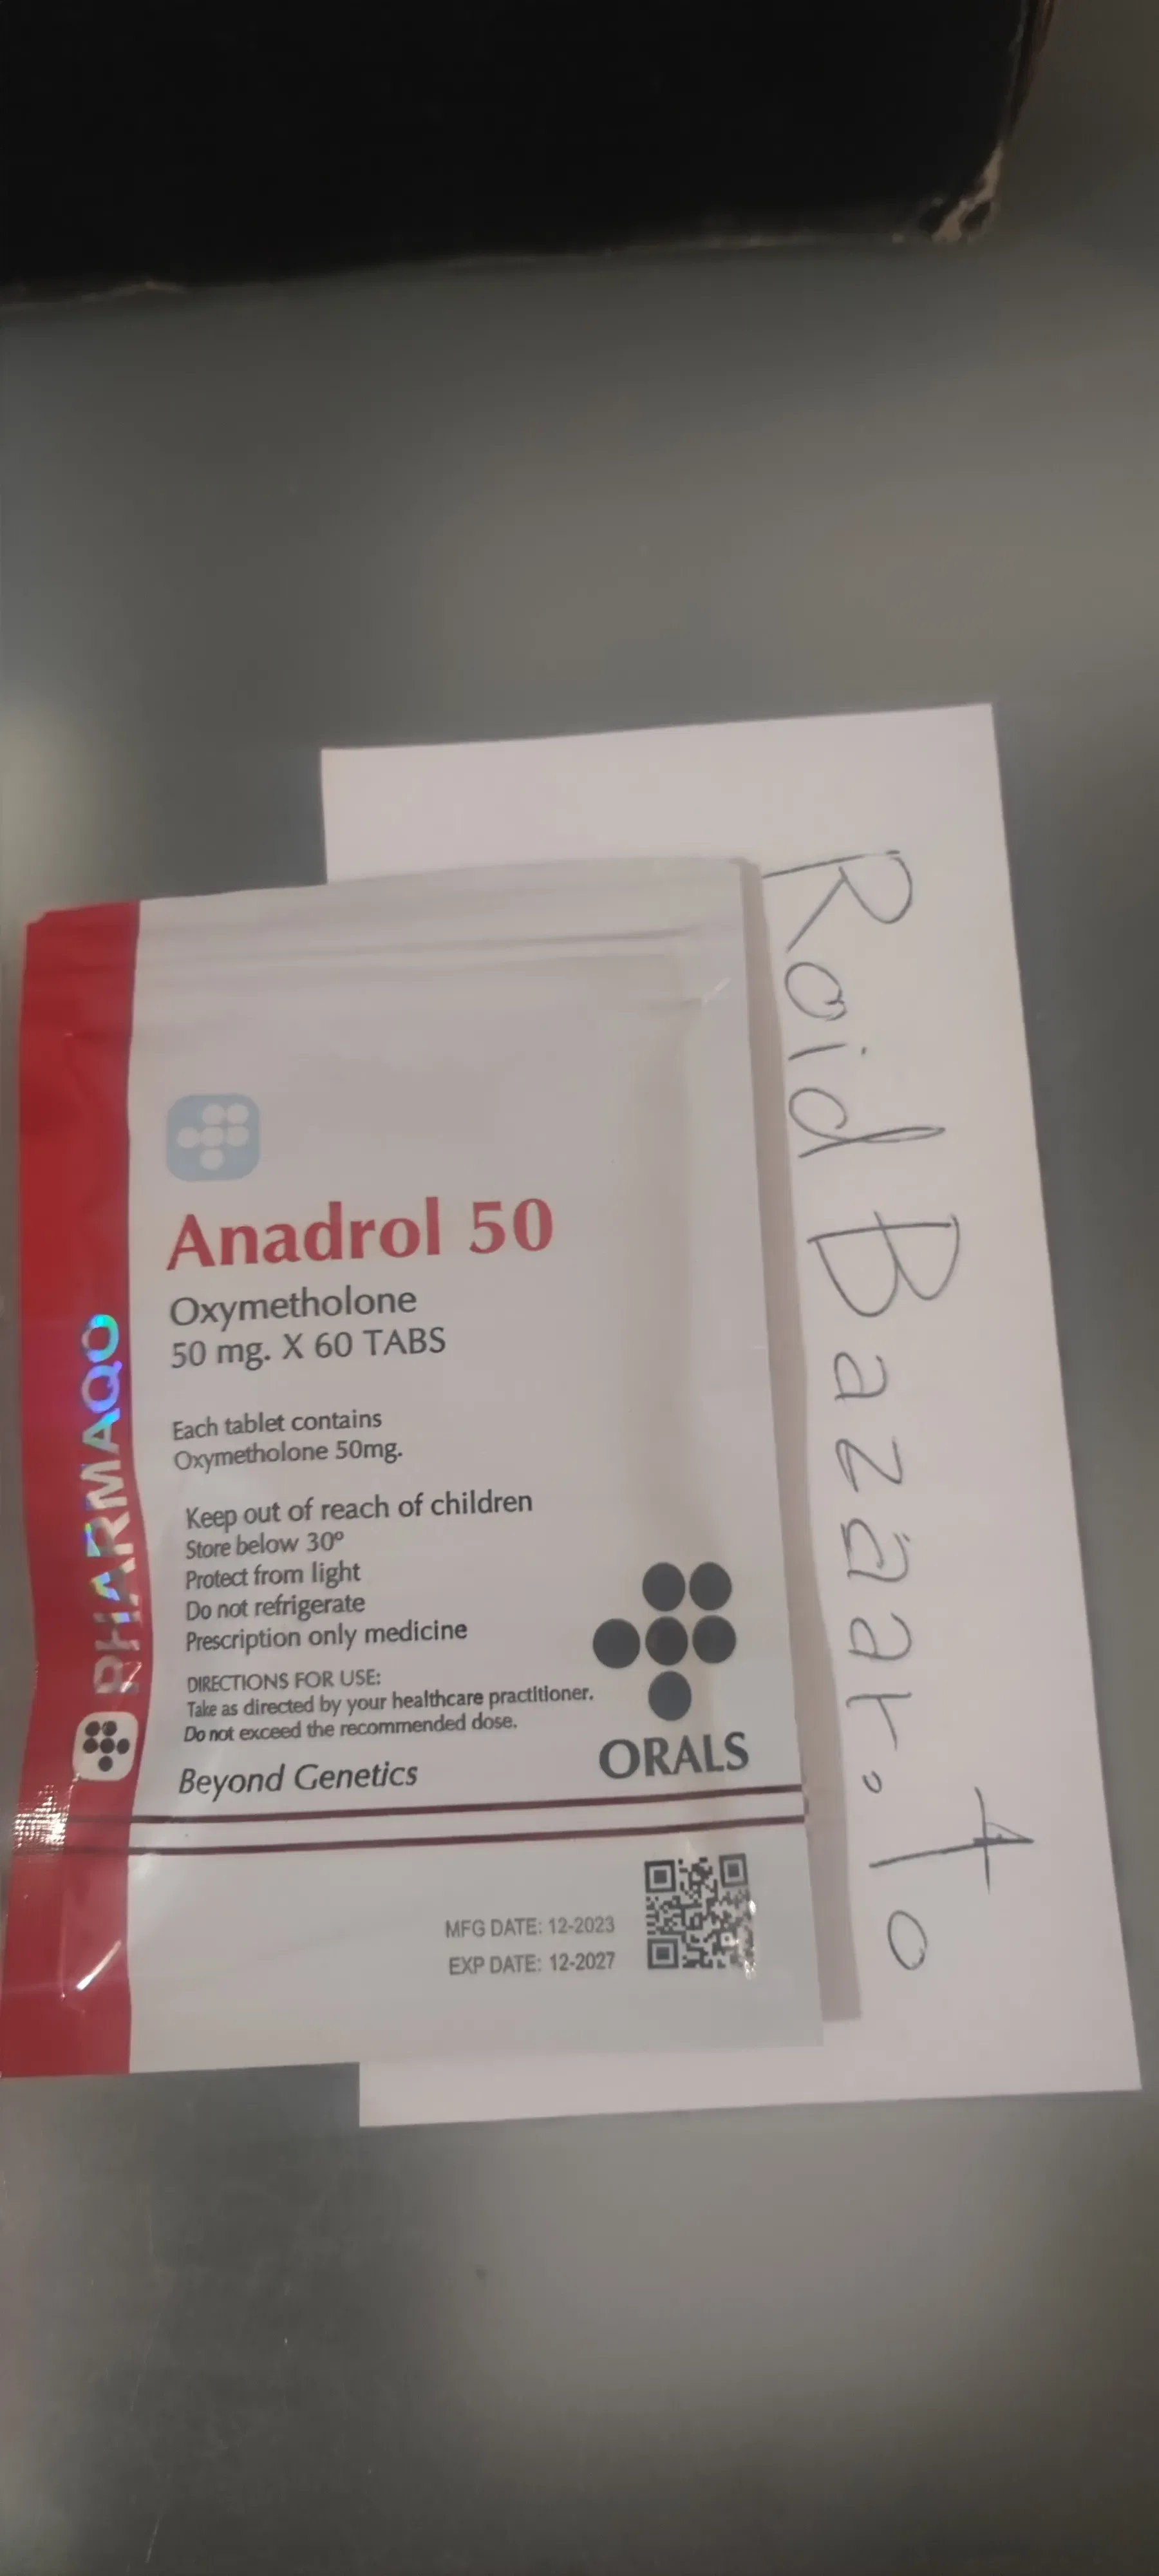 PHARMAQO
Anadrol 50
Oxymetholone
50 mg. X 60 TABS
Each tablet contains
Oxymetholone 50mg.
Keep out of reach of children
Store below 30º
Protect from light
Do not refrigerate
Prescription only medicine
DIRECTIONS FOR USE:
Take as directed by your healthcare practitioner.
Do not exceed the recommended dose.
Beyond Genetics
ORALS
MFG DATE: 12-2023
EXP DATE: 12-2027
Roid Bazaar.to